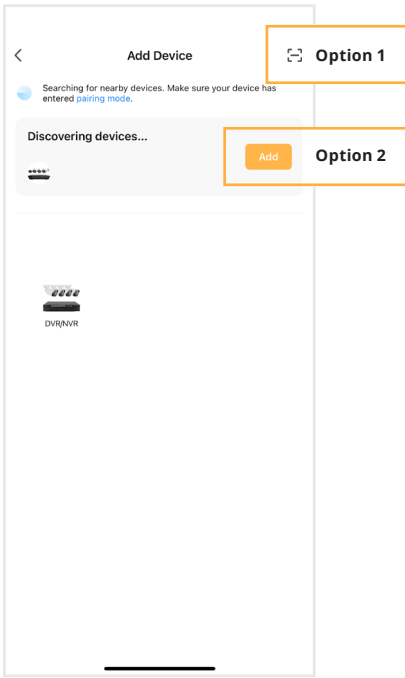 Add Device
Option 1
Searching for nearby devices. Make sure your device has
entered pairing mode.
Discovering devices...
Add
Option 2
DVR/NVR